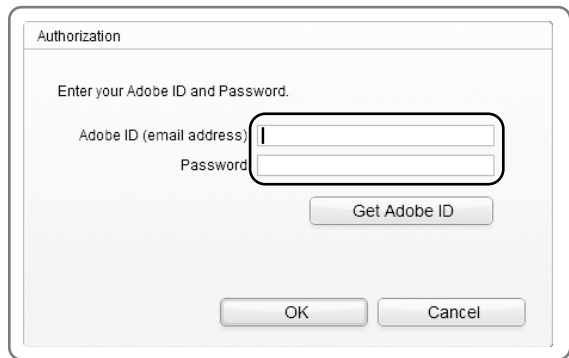 Authorization
Enter your Adobe ID and Password.
Adobe ID (email address)
Password
Get Adobe ID
OK Cancel